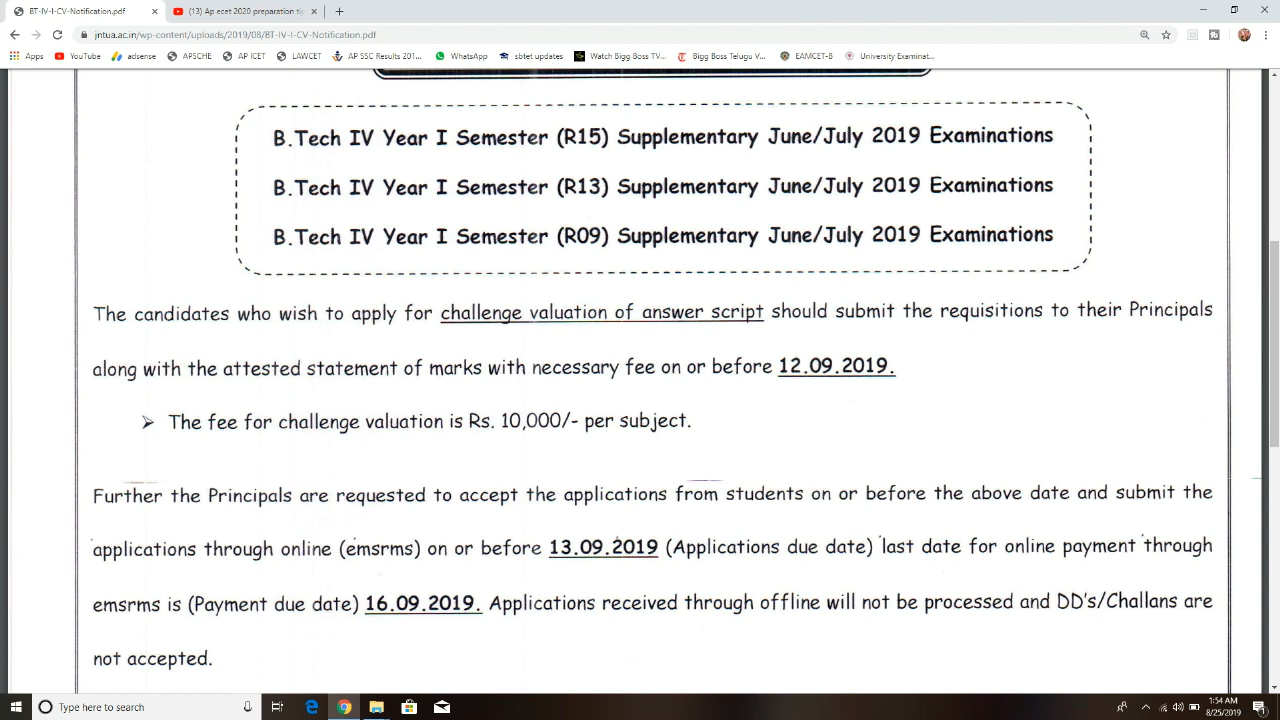 BT-IV-I-CV-Notification.pdf
(13) Ap ecet 2020 preparation tip
jntua.ac.in/wp-content/uploads/2019/08/BT-IV-I-CV-Notification.pdf
Apps YouTube adsense APSCHE AP ICET LAWCET AP SSC Results 201... WhatsApp sbtet updates Watch Bigg Boss TV... Bigg Boss Telugu V... EAMCET-B University Examinat...
B.Tech IV Year I Semester (R15) Supplementary June/July 2019 Examinations
B.Tech IV Year I Semester (R13) Supplementary June/July 2019 Examinations
B.Tech IV Year I Semester (R09) Supplementary June/July 2019 Examinations
The candidates who wish to apply for challenge valuation of answer script should submit the requisitions to their Principals
along with the attested statement of marks with necessary fee on or before 12.09.2019.
➢ The fee for challenge valuation is Rs. 10,000/- per subject.
Further the Principals are requested to accept the applications from students on or before the above date and submit the
applications through online (emsrms) on or before 13.09.2019 (Applications due date) last date for online payment through
emsrms is (Payment due date) 16.09.2019. Applications received through offline will not be processed and DD's/Challans are
not accepted.
Type here to search
1:54 AM
8/25/2019